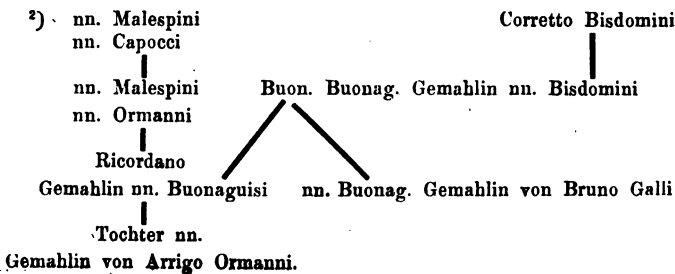 ²) nn. Malespini Corretto Bisdomini
nn. Capocci
nn. Malespini Buon. Buonag. Gemahlin nn. Bisdomini
nn. Ormanni
Ricordano
Gemahlin nn. Buonaguisi nn. Buonag. Gemahlin von Bruno Galli
Tochter nn.
Gemahlin von Arrigo Ormanni.